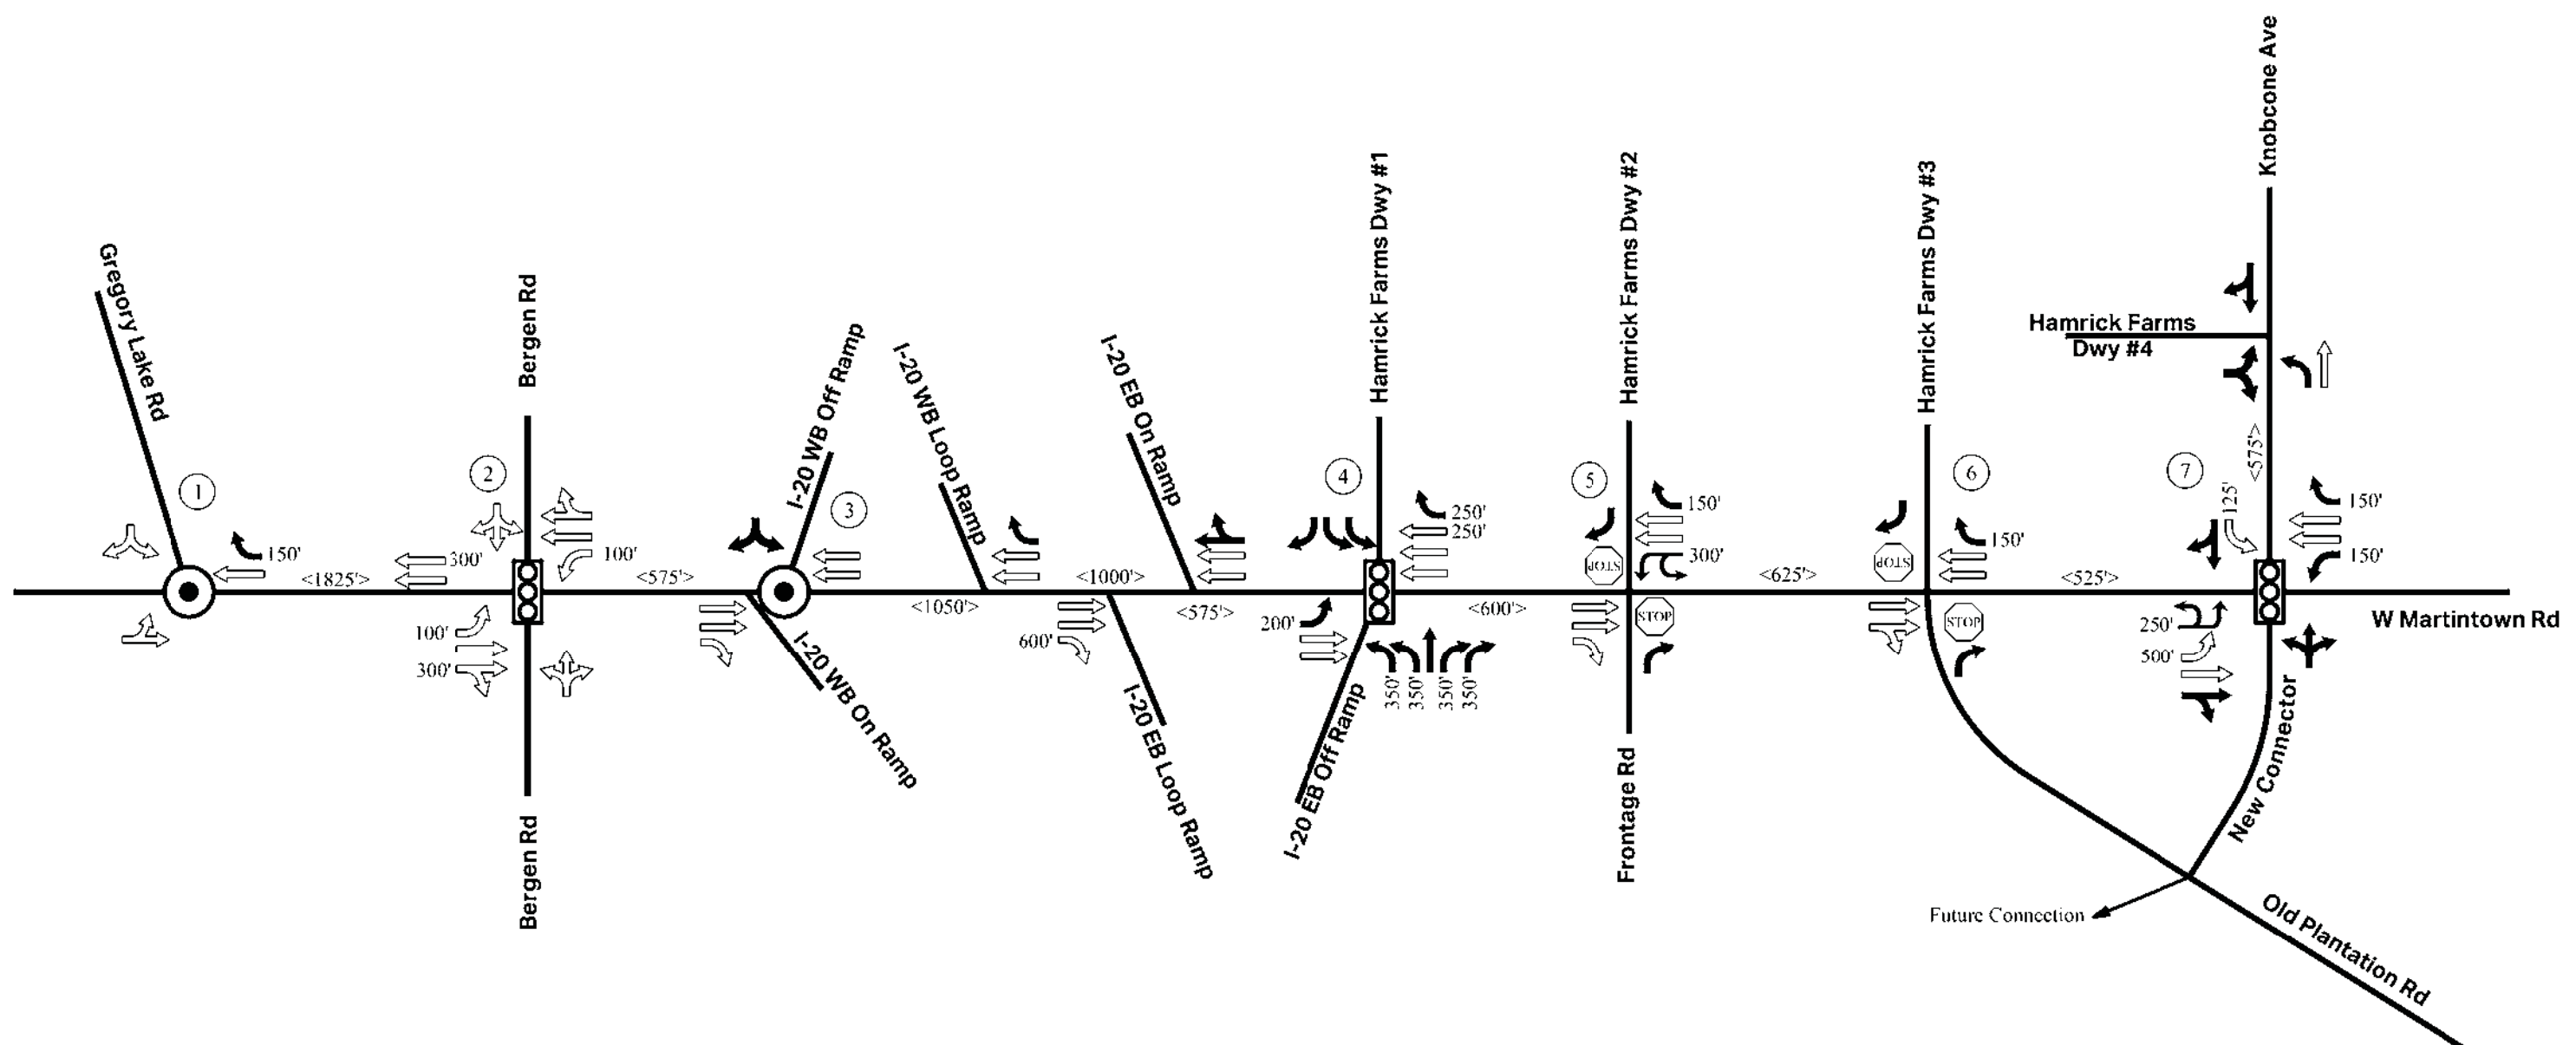 Knobcone Ave
Hamrick Farms Dwy #1
Hamrick Farms Dwy #2
Hamrick Farms Dwy #3
Gregory Lake Rd
Bergen Rd
I-20 WB Off Ramp
I-20 WB Loop Ramp
I-20 EB On Ramp
Hamrick Farms
Dwy #4
1
2
3
4
5
6
7
<575'>
125'
150'
150'
100'
300'
<1825'>
<575'>
<1050'>
<1000'>
<575'>
250'
250'
<600'>
150'
300'
STOP
STOP
<625'>
150'
STOP
STOP
<525'>
150'
100'
300'
600'
200'
350'
350'
350'
350'
250'
500'
W Martintown Rd
I-20 WB On Ramp
I-20 EB Loop Ramp
I-20 EB Off Ramp
Frontage Rd
Bergen Rd
New Connector
Future Connection
Old Plantation Rd